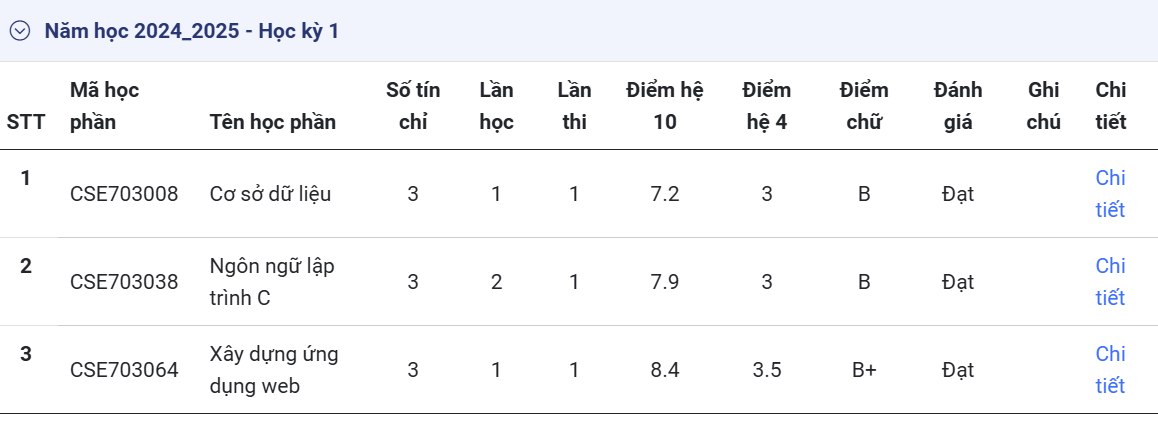 Năm học 2024_2025 - Học kỳ 1
STT Mã học phần Tên học phần Số tín chỉ Lần học Lần thi Điểm hệ 10 Điểm hệ 4 Điểm chữ Đánh giá Ghi chú Chi tiết
1 CSE703008 Cơ sở dữ liệu 3 1 1 7.2 3 B Đạt Chi tiết
2 CSE703038 Ngôn ngữ lập trình C 3 2 1 7.9 3 B Đạt Chi tiết
3 CSE703064 Xây dựng ứng dụng web 3 1 1 8.4 3.5 B+ Đạt Chi tiết